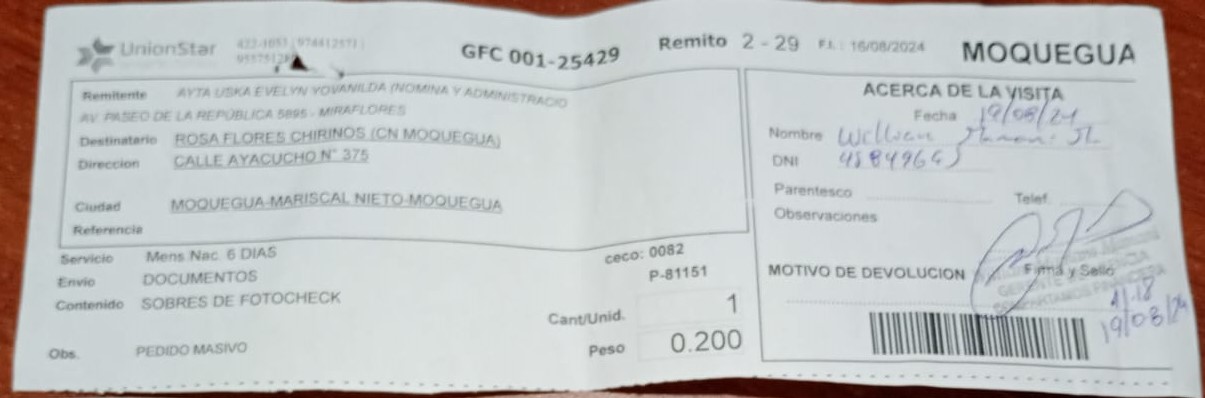 UnionStar
GFC 001-25429
Remito 2 - 29 F.I.: 16/08/2024
MOQUEGUA
Remitente AYTA USKA EVELYN YOVANILDA (NOMINA Y ADMINISTRACIO
AV. PASEO DE LA REPÚBLICA 5895 - MIRAFLORES
Destinatario ROSA FLORES CHIRINOS (CN MOQUEGUA)
Direccion CALLE AYACUCHO N° 375
Ciudad MOQUEGUA-MARISCAL NIETO-MOQUEGUA
Referencia
Servicio Mens Nac. 6 DIAS
Envio DOCUMENTOS
Contenido SOBRES DE FOTOCHECK
Obs. PEDIDO MASIVO
ceco: 0082
P-81151
Cant/Unid. 1
Peso 0.200
ACERCA DE LA VISITA
Fecha 19/08/24
Nombre
DNI
Parentesco Telef.
Observaciones
MOTIVO DE DEVOLUCION Firma y Sello
19/08/24